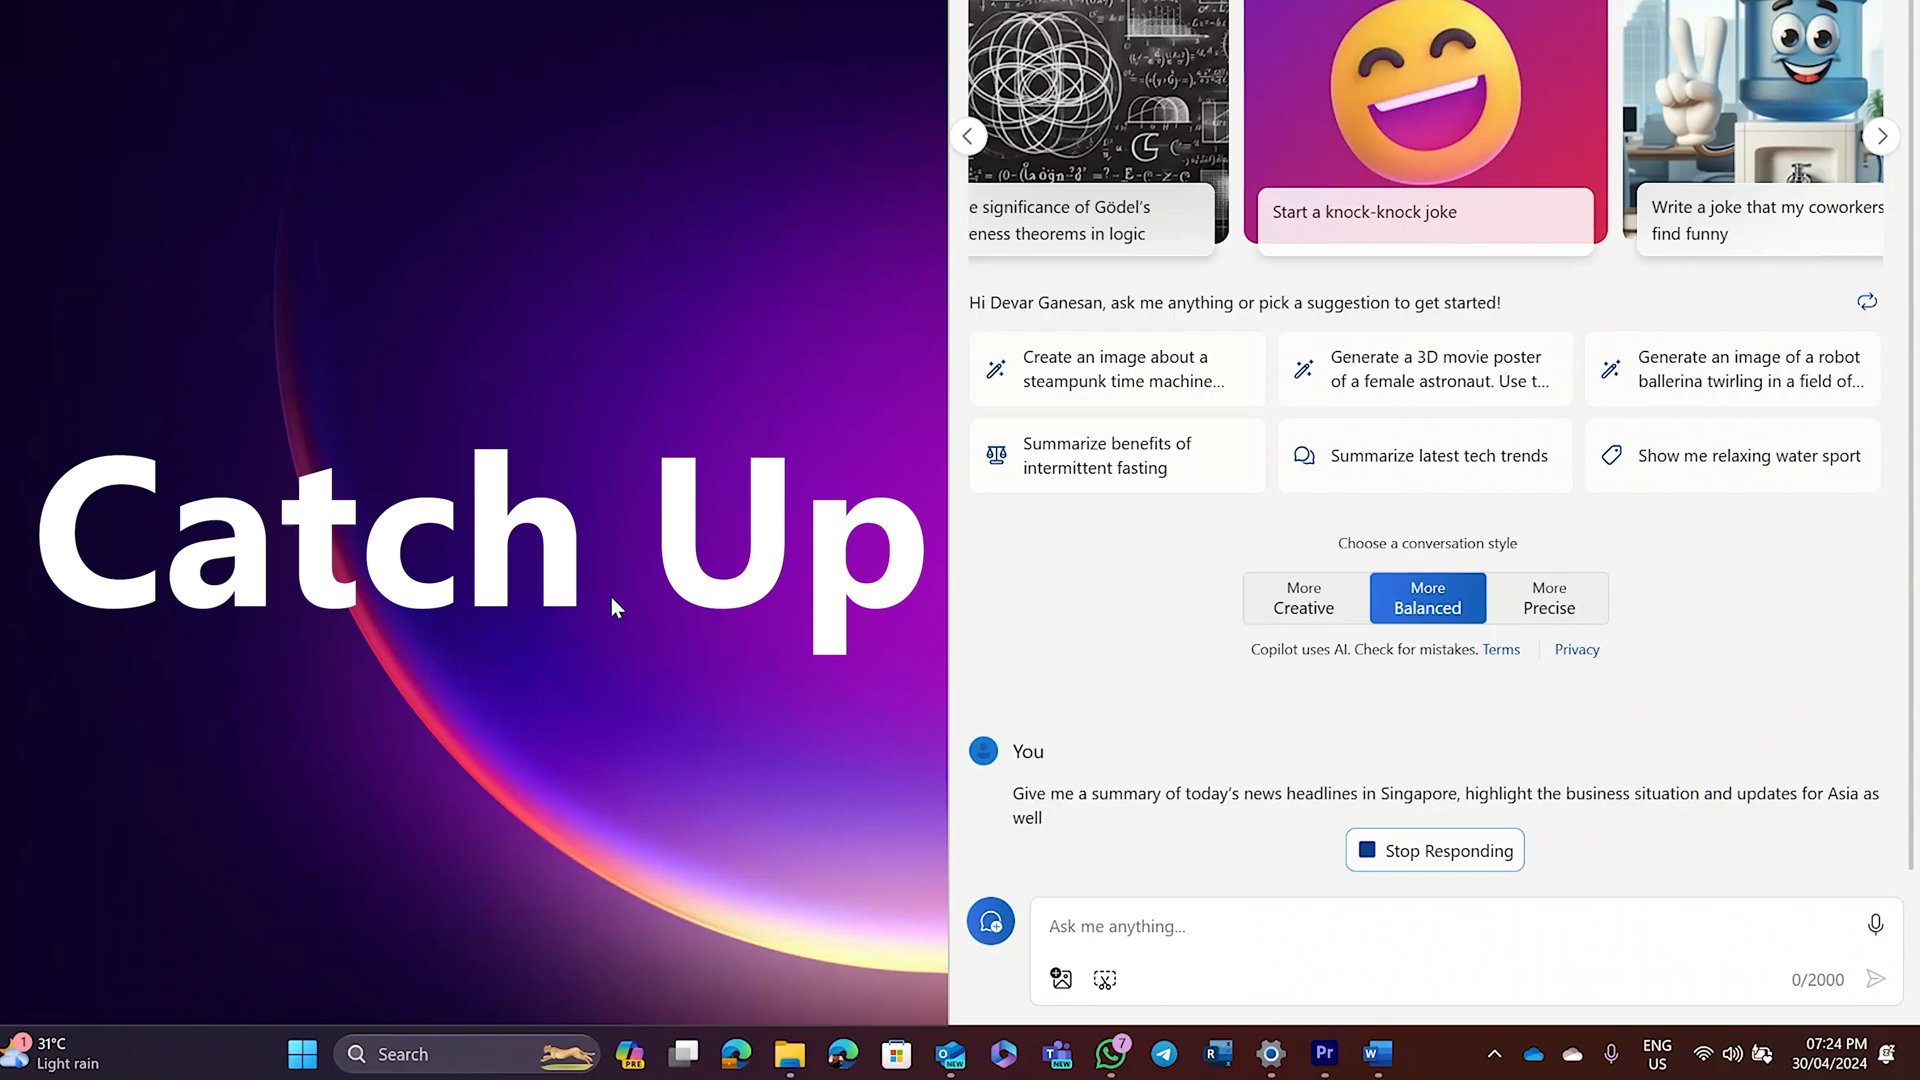 Catch Up
e significance of Gödel's
eness theorems in logic
Start a knock-knock joke
Write a joke that my coworkers
find funny
Hi Devar Ganesan, ask me anything or pick a suggestion to get started!
Create an image about a
steampunk time machine...
Generate a 3D movie poster
of a female astronaut. Use t...
Generate an image of a robot
ballerina twirling in a field of...
Summarize benefits of
intermittent fasting
Summarize latest tech trends
Show me relaxing water sport
Choose a conversation style
More
Creative
More
Balanced
More
Precise
Copilot uses AI. Check for mistakes. Terms Privacy
You
Give me a summary of today's news headlines in Singapore, highlight the business situation and updates for Asia as
well
Stop Responding
Ask me anything...
0/2000
1
31°C
Light rain
Search
PRE
NEW
NEW
7
Pr
W
ENG
US
07:24 PM
30/04/2024